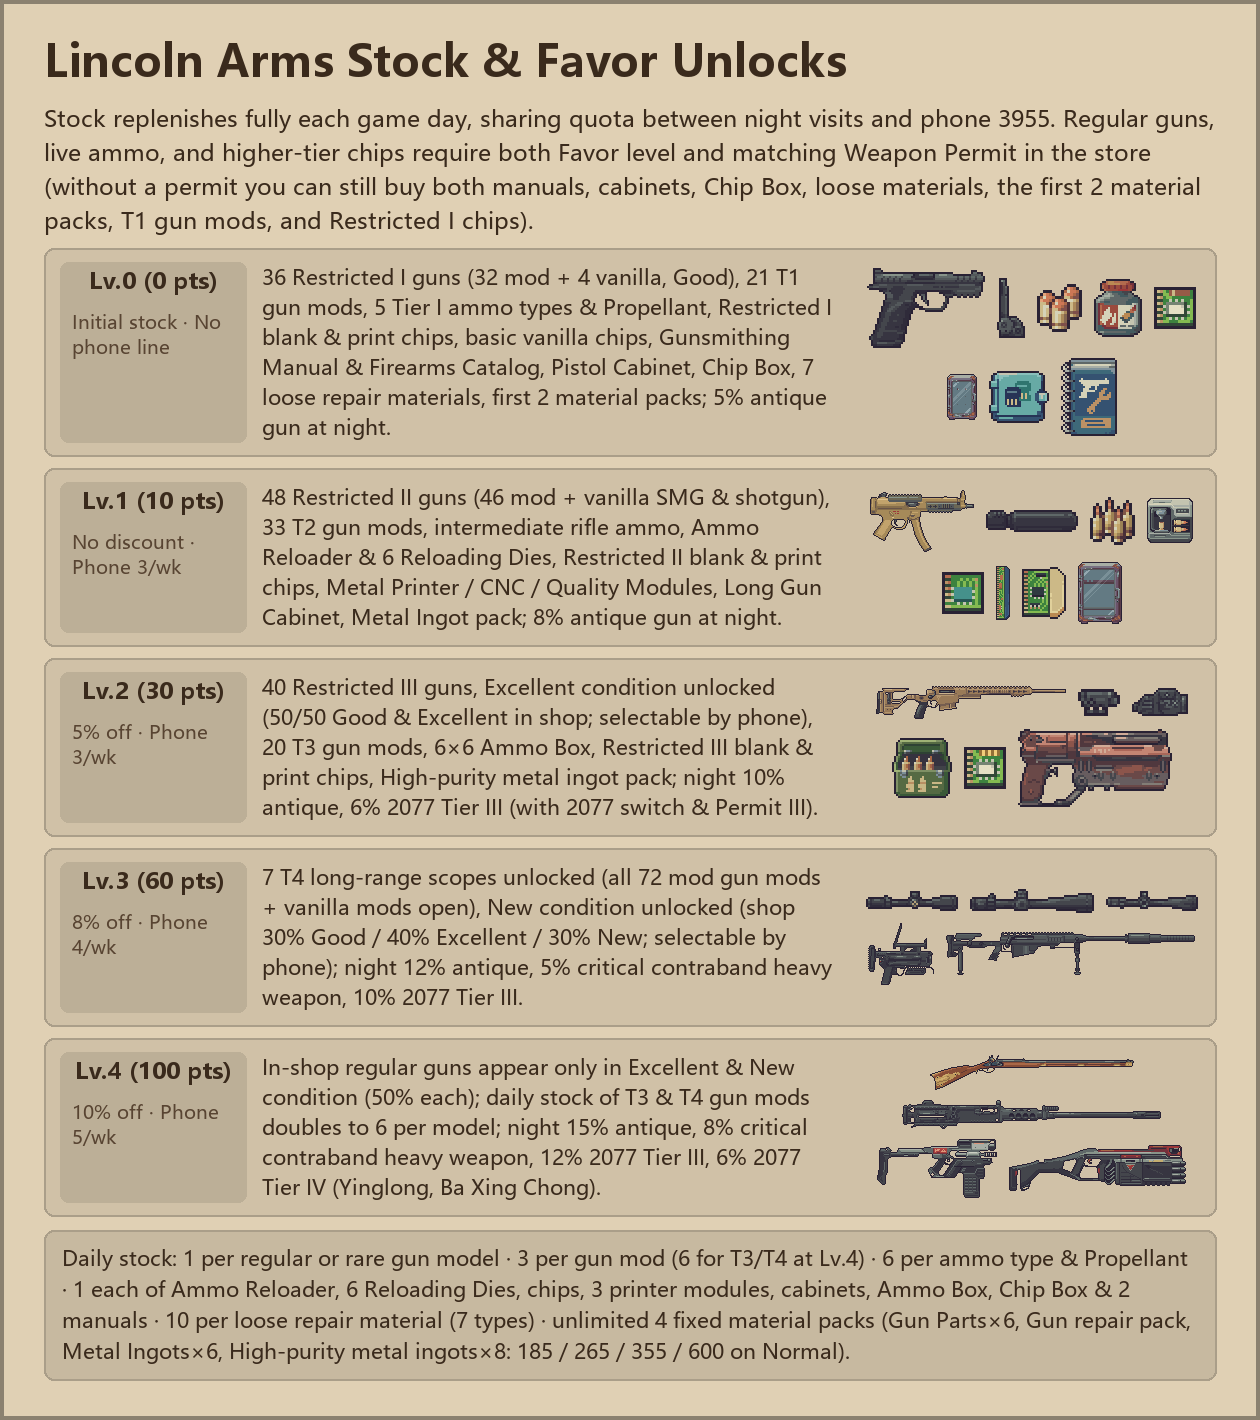 Lincoln Arms Stock & Favor Unlocks
Stock replenishes fully each game day, sharing quota between night visits and phone 3955. Regular guns,
live ammo, and higher-tier chips require both Favor level and matching Weapon Permit in the store
(without a permit you can still buy both manuals, cabinets, Chip Box, loose materials, the first 2 material
packs, T1 gun mods, and Restricted I chips).
Lv.0 (0 pts)
Initial stock · No
phone line
36 Restricted I guns (32 mod + 4 vanilla, Good), 21 T1
gun mods, 5 Tier I ammo types & Propellant, Restricted I
blank & print chips, basic vanilla chips, Gunsmithing
Manual & Firearms Catalog, Pistol Cabinet, Chip Box, 7
loose repair materials, first 2 material packs; 5% antique
gun at night.
Lv.1 (10 pts)
No discount ·
Phone 3/wk
48 Restricted II guns (46 mod + vanilla SMG & shotgun),
33 T2 gun mods, intermediate rifle ammo, Ammo
Reloader & 6 Reloading Dies, Restricted II blank & print
chips, Metal Printer / CNC / Quality Modules, Long Gun
Cabinet, Metal Ingot pack; 8% antique gun at night.
Lv.2 (30 pts)
5% off · Phone
3/wk
40 Restricted III guns, Excellent condition unlocked
(50/50 Good & Excellent in shop; selectable by phone),
20 T3 gun mods, 6×6 Ammo Box, Restricted III blank &
print chips, High-purity metal ingot pack; night 10%
antique, 6% 2077 Tier III (with 2077 switch & Permit III).
Lv.3 (60 pts)
8% off · Phone
4/wk
7 T4 long-range scopes unlocked (all 72 mod gun mods
+ vanilla mods open), New condition unlocked (shop
30% Good / 40% Excellent / 30% New; selectable by
phone); night 12% antique, 5% critical contraband heavy
weapon, 10% 2077 Tier III.
Lv.4 (100 pts)
10% off · Phone
5/wk
In-shop regular guns appear only in Excellent & New
condition (50% each); daily stock of T3 & T4 gun mods
doubles to 6 per model; night 15% antique, 8% critical
contraband heavy weapon, 12% 2077 Tier III, 6% 2077
Tier IV (Yinglong, Ba Xing Chong).
Daily stock: 1 per regular or rare gun model · 3 per gun mod (6 for T3/T4 at Lv.4) · 6 per ammo type & Propellant
· 1 each of Ammo Reloader, 6 Reloading Dies, chips, 3 printer modules, cabinets, Ammo Box, Chip Box & 2
manuals · 10 per loose repair material (7 types) · unlimited 4 fixed material packs (Gun Parts×6, Gun repair pack,
Metal Ingots×6, High-purity metal ingots×8: 185 / 265 / 355 / 600 on Normal).